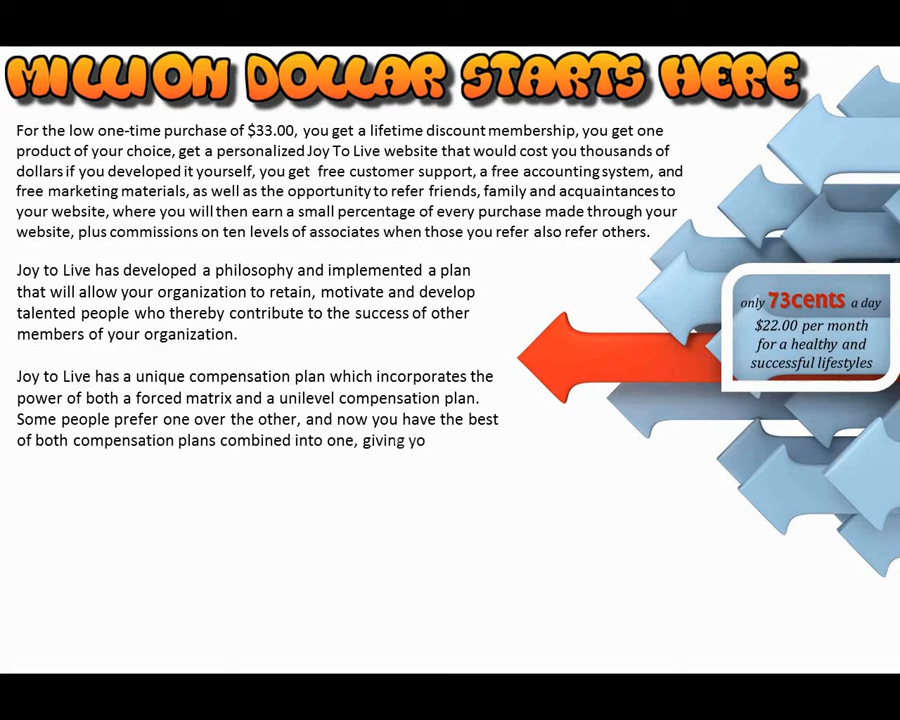 MILLION DOLLAR STARTS HERE
For the low one-time purchase of $33.00, you get a lifetime discount membership, you get one
product of your choice, get a personalized Joy To Live website that would cost you thousands of
dollars if you developed it yourself, you get free customer support, a free accounting system, and
free marketing materials, as well as the opportunity to refer friends, family and acquaintances to
your website, where you will then earn a small percentage of every purchase made through your
website, plus commissions on ten levels of associates when those you refer also refer others.
Joy to Live has developed a philosophy and implemented a plan
that will allow your organization to retain, motivate and develop
talented people who thereby contribute to the success of other
members of your organization.
Joy to Live has a unique compensation plan which incorporates the
power of both a forced matrix and a unilevel compensation plan.
Some people prefer one over the other, and now you have the best
of both compensation plans combined into one, giving yo
only 73cents a day
$22.00 per month
for a healthy and
successful lifestyles